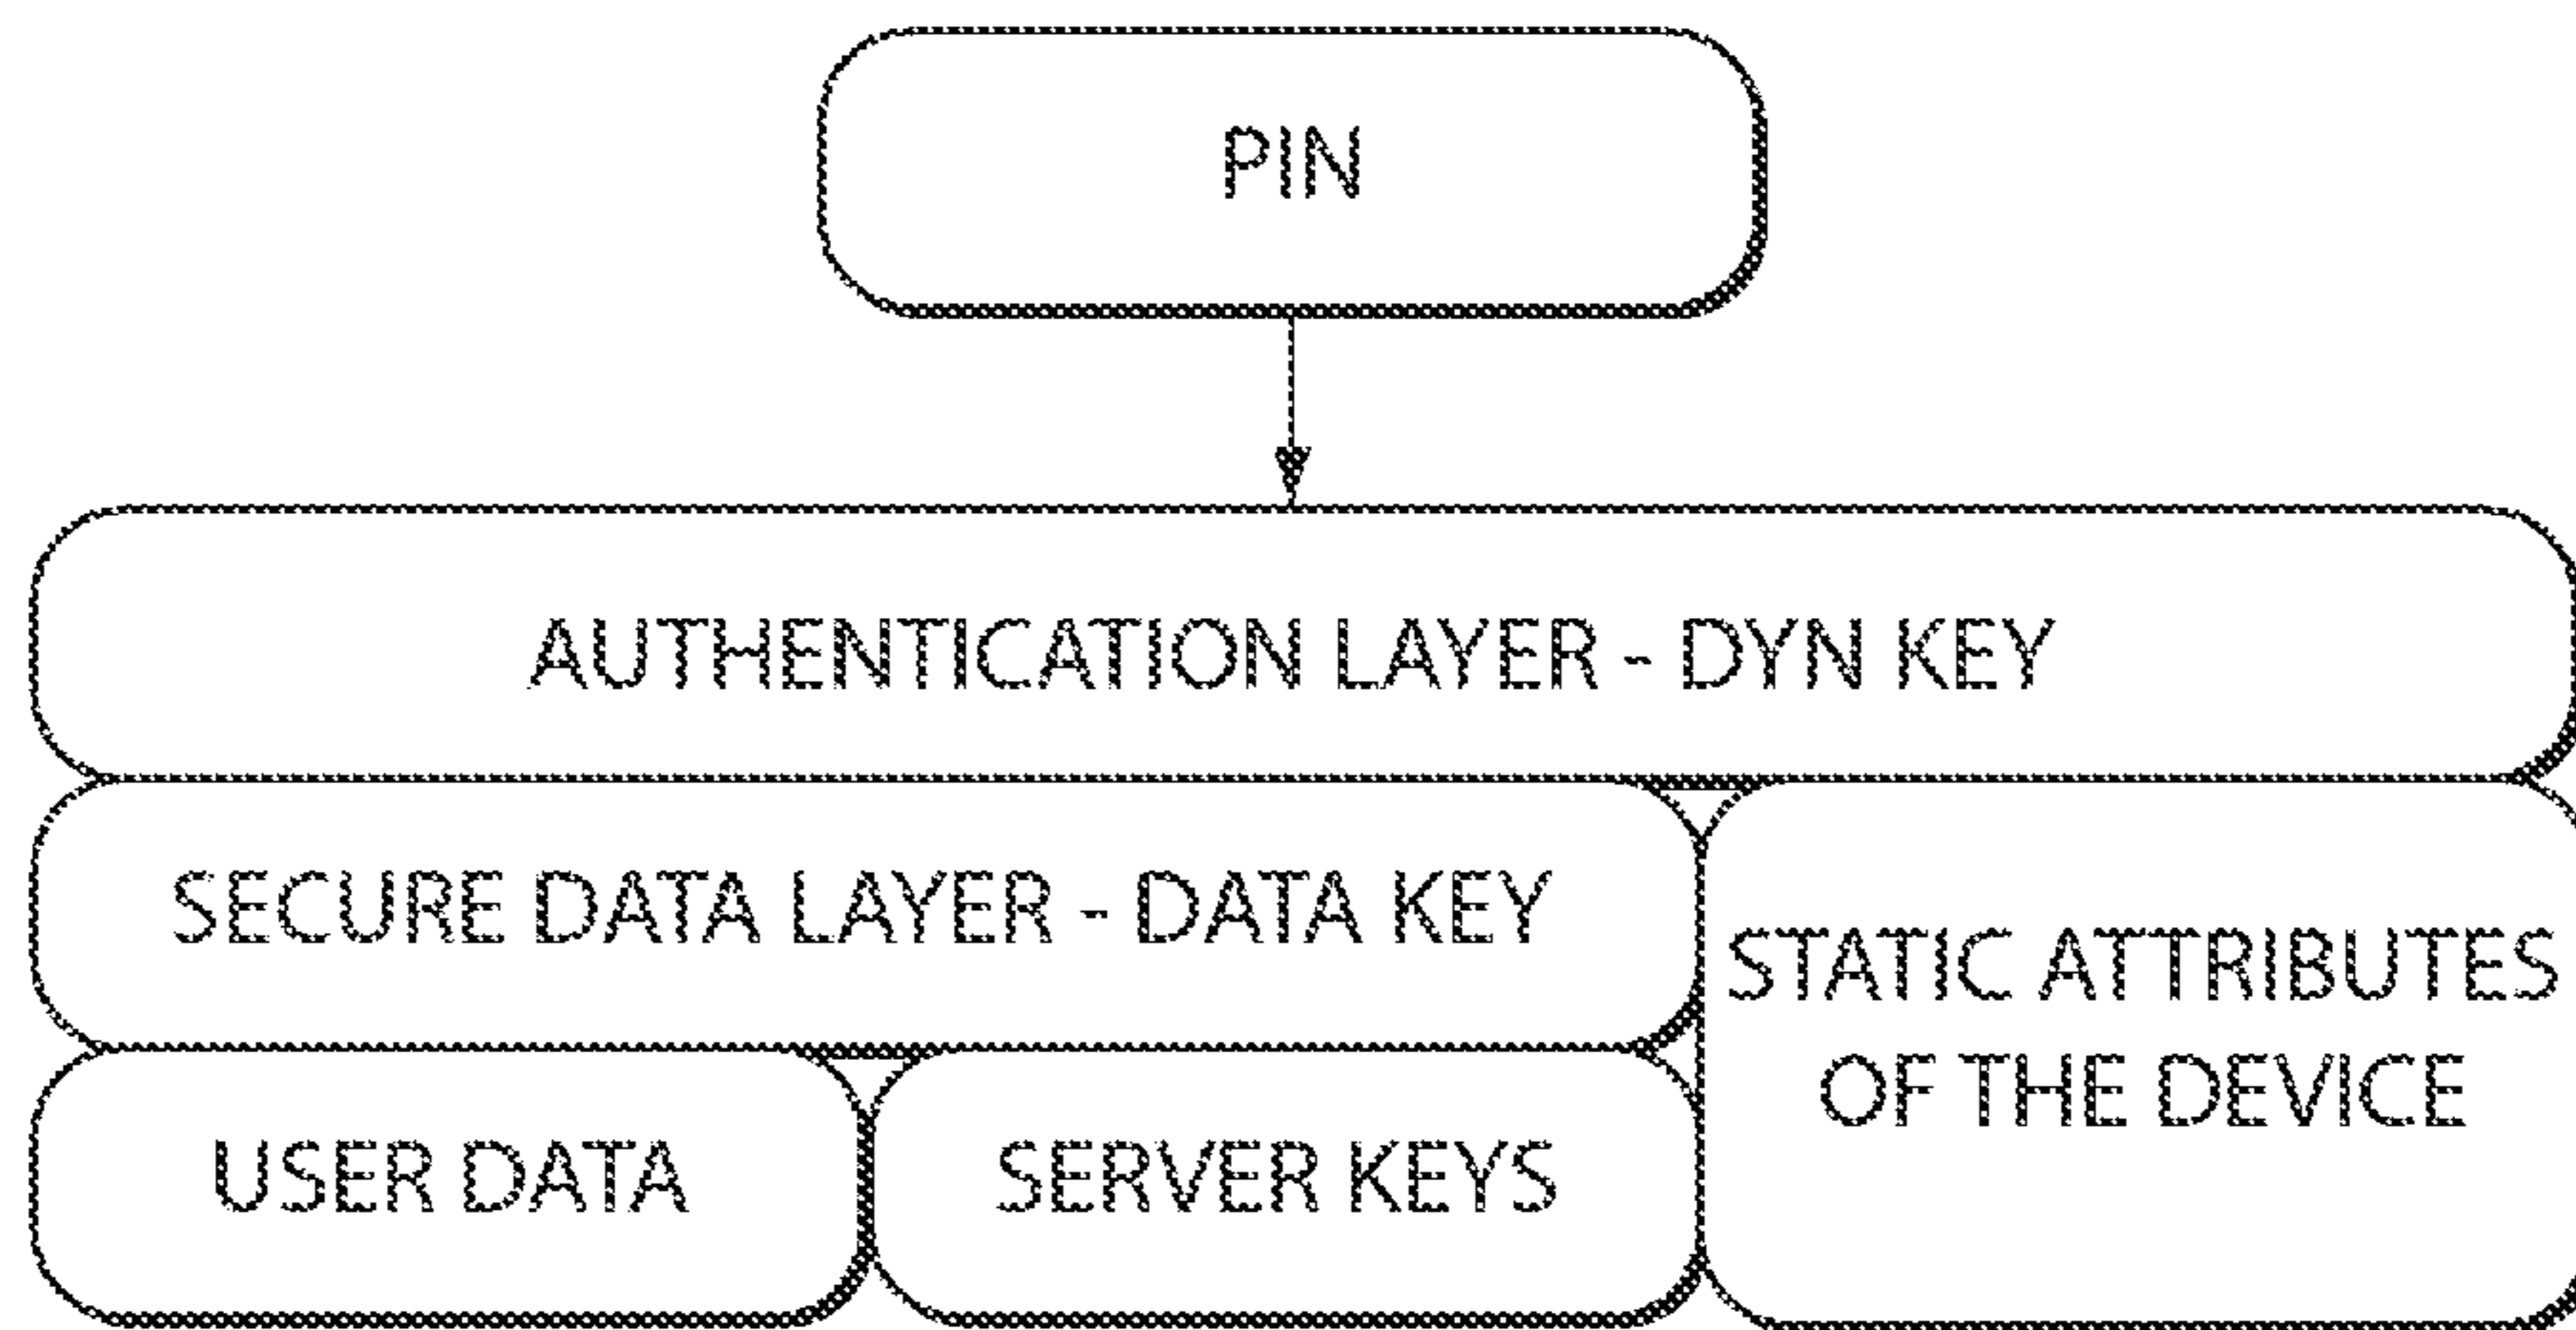 PIN
AUTHENTICATION LAYER - DYN KEY
SECURE DATA LAYER - DATA KEY
STATIC ATTRIBUTES
OF THE DEVICE
USER DATA
SERVER KEYS